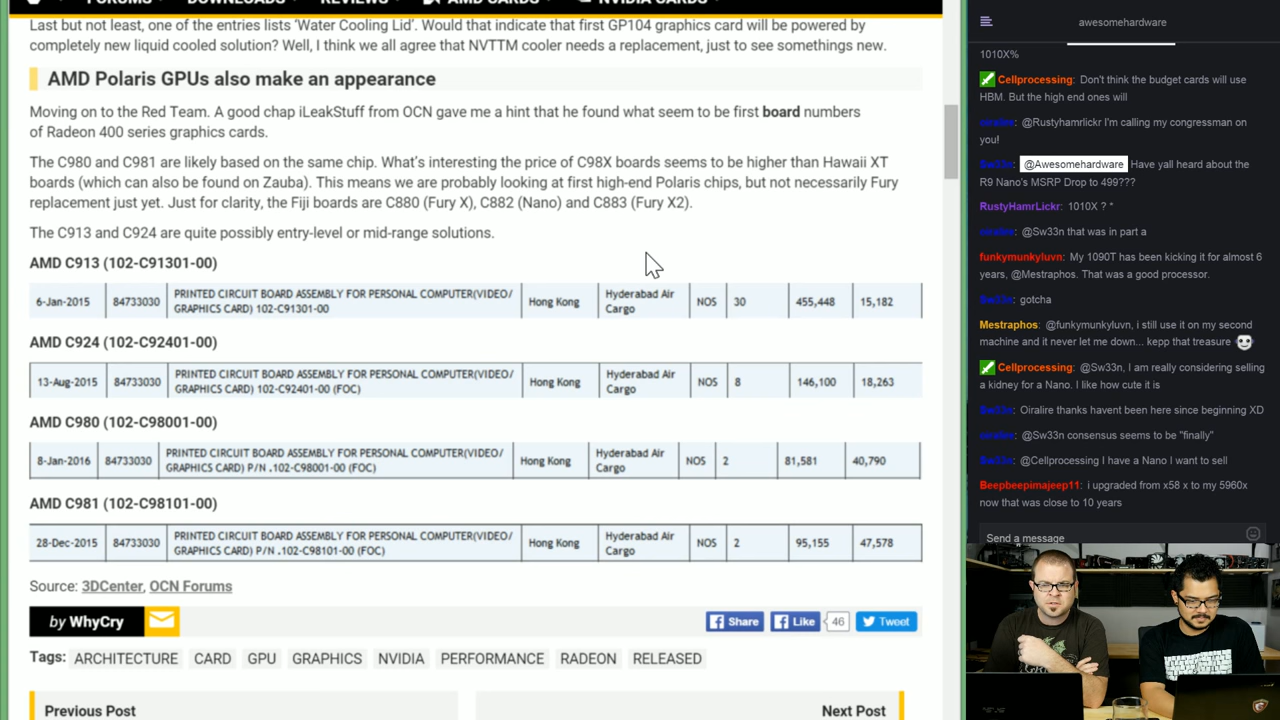 FORUMS
DOWNLOADS
REVIEWS
AMD CARDS
NVIDIA CARDS
Last but not least, one of the entries lists ‘Water Cooling Lid’. Would that indicate that first GP104 graphics card will be powered by
completely new liquid cooled solution? Well, I think we all agree that NVTTM cooler needs a replacement, just to see somethings new.
AMD Polaris GPUs also make an appearance
Moving on to the Red Team. A good chap iLeakStuff from OCN gave me a hint that he found what seem to be first board numbers
of Radeon 400 series graphics cards.
The C980 and C981 are likely based on the same chip. What’s interesting the price of C98X boards seems to be higher than Hawaii XT
boards (which can also be found on Zauba). This means we are probably looking at first high-end Polaris chips, but not necessarily Fury
replacement just yet. Just for clarity, the Fiji boards are C880 (Fury X), C882 (Nano) and C883 (Fury X2).
The C913 and C924 are quite possibly entry-level or mid-range solutions.
AMD C913 (102-C91301-00)
6-Jan-2015 84733030 PRINTED CIRCUIT BOARD ASSEMBLY FOR PERSONAL COMPUTER(VIDEO/ Hong Kong Hyderabad Air NOS 30 455,448 15,182
GRAPHICS CARD) 102-C91301-00 Cargo
AMD C924 (102-C92401-00)
13-Aug-2015 84733030 PRINTED CIRCUIT BOARD ASSEMBLY FOR PERSONAL COMPUTER(VIDEO/ Hong Kong Hyderabad Air NOS 8 146,100 18,263
GRAPHICS CARD) 102-C92401-00 (FOC) Cargo
AMD C980 (102-C98001-00)
8-Jan-2016 84733030 PRINTED CIRCUIT BOARD ASSEMBLY FOR PERSONAL COMPUTER(VIDEO/ Hong Kong Hyderabad Air NOS 2 81,581 40,790
GRAPHICS CARD) P/N .102-C98001-00 (FOC) Cargo
AMD C981 (102-C98101-00)
28-Dec-2015 84733030 PRINTED CIRCUIT BOARD ASSEMBLY FOR PERSONAL COMPUTER(VIDEO/ Hong Kong Hyderabad Air NOS 2 95,155 47,578
GRAPHICS CARD) P/N .102-C98101-00 (FOC) Cargo
Source: 3DCenter, OCN Forums
by WhyCry
Share
Like
46
Tweet
Tags: ARCHITECTURE CARD GP9 GRAPHICS NVIDIA PERFORMANCE RADEON RELEASED
Previous Post
Next Post
awesomehardware
1010X%
Cellprocessing: Don't think the budget cards will use
HBM. But the high end ones will
: @Rustyhamrlickr I'm calling my congressman on
you!
Sw33n: @Awesomehardware Have yall heard about the
R9 Nano's MSRP Drop to 499???
RustyHamrLickr: 1010X ? *
: @Sw33n that was in part a
funkymunkyluvn: My 1090T has been kicking it for almost 6
years, @Mestraphos. That was a good processor.
Sw33n: gotcha
Mestraphos: @funkymunkyluvn, i still use it on my second
machine and it never let me down... kepp that treasure
Cellprocessing: @Sw33n, I am really considering selling
a kidney for a Nano. I like how cute it is
Sw33n: Oiralire thanks havent been here since beginning XD
: @Sw33n consensus seems to be "finally"
Sw33n: @Cellprocessing I have a Nano I want to sell
Beepbeepimajeep11: i upgraded from x58 x to my 5960x
now that was close to 10 years
Send a message